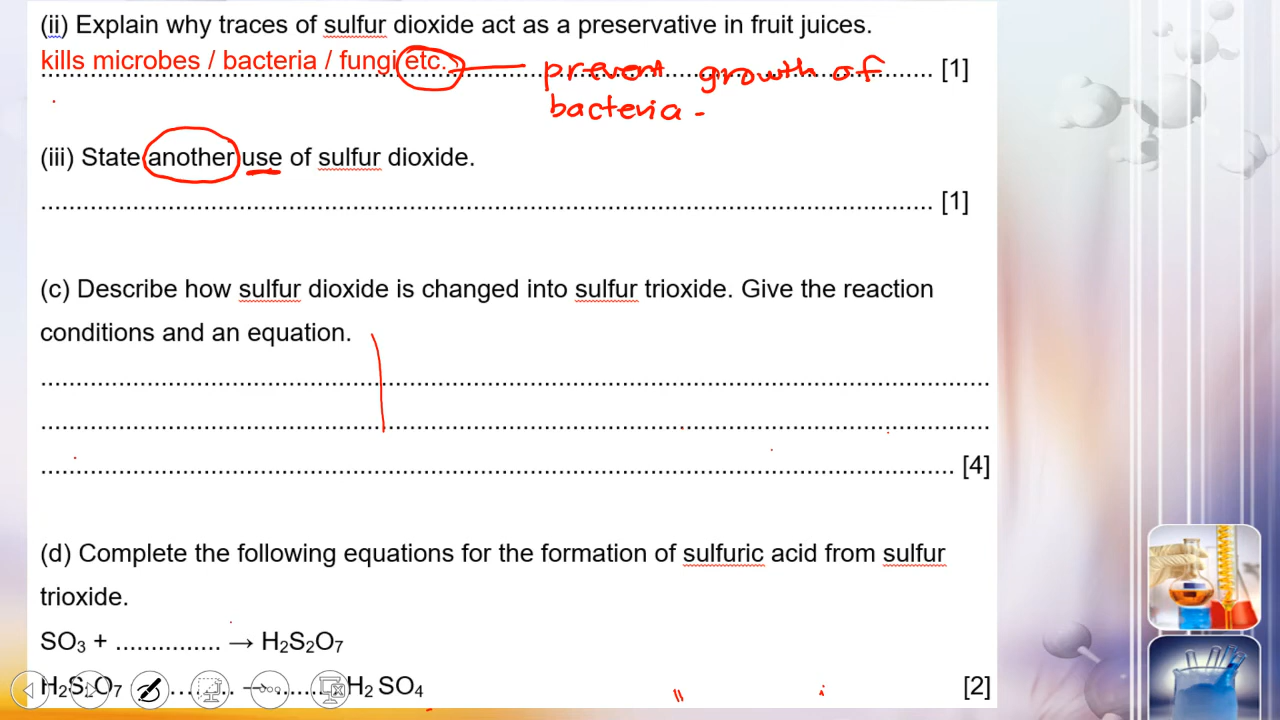 (ii) Explain why traces of sulfur dioxide act as a preservative in fruit juices.
kills microbes / bacteria / fungi etc. prevent growth of
.......................................................................................................................... [1]
bacteria -
(iii) State another use of sulfur dioxide.
.......................................................................................................................... [1]
(c) Describe how sulfur dioxide is changed into sulfur trioxide. Give the reaction
conditions and an equation.
..................................................................................................................................
..................................................................................................................................
............................................................................................................................. [4]
(d) Complete the following equations for the formation of sulfuric acid from sulfur
trioxide.
SO₃ + ............... → H₂S₂O₇
H₂S₂O₇ ......... → ....... H₂ SO₄ [2]